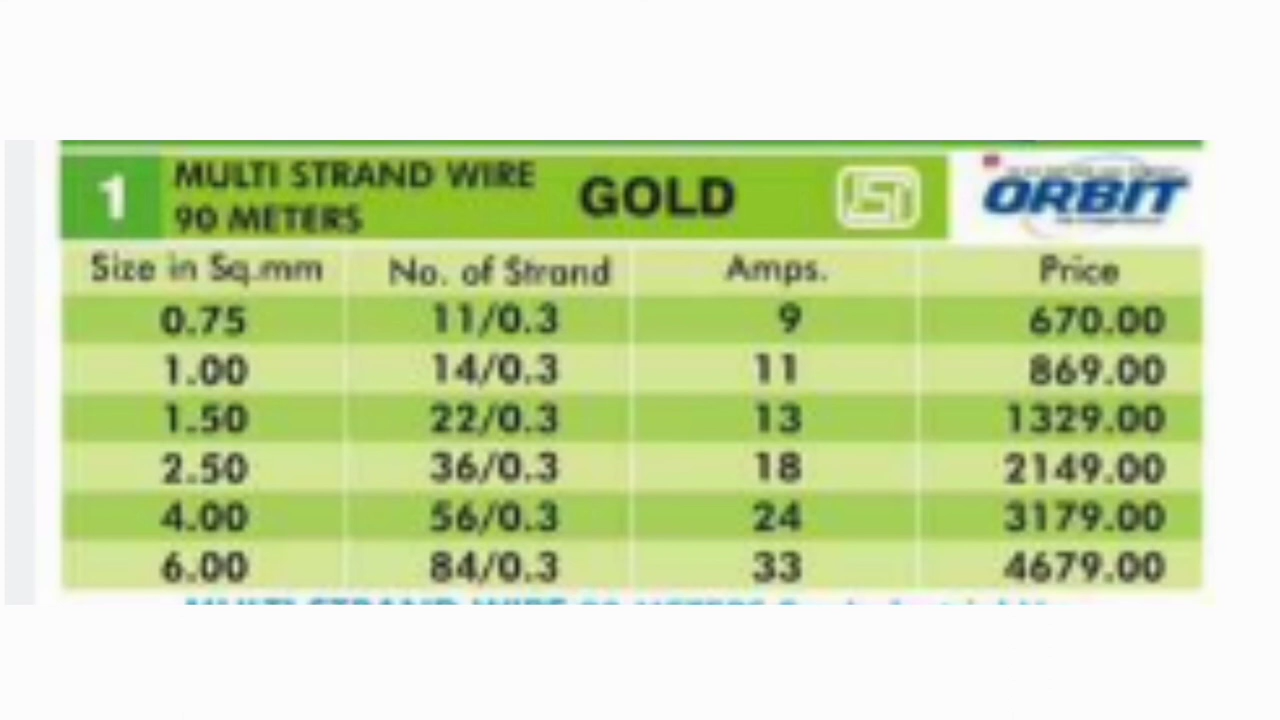 1
MULTI STRAND WIRE
90 METERS
GOLD
ORBIT
Size in Sq.mm No. of Strand Amps. Price
0.75 11/0.3 9 670.00
1.00 14/0.3 11 869.00
1.50 22/0.3 13 1329.00
2.50 36/0.3 18 2149.00
4.00 56/0.3 24 3179.00
6.00 84/0.3 33 4679.00